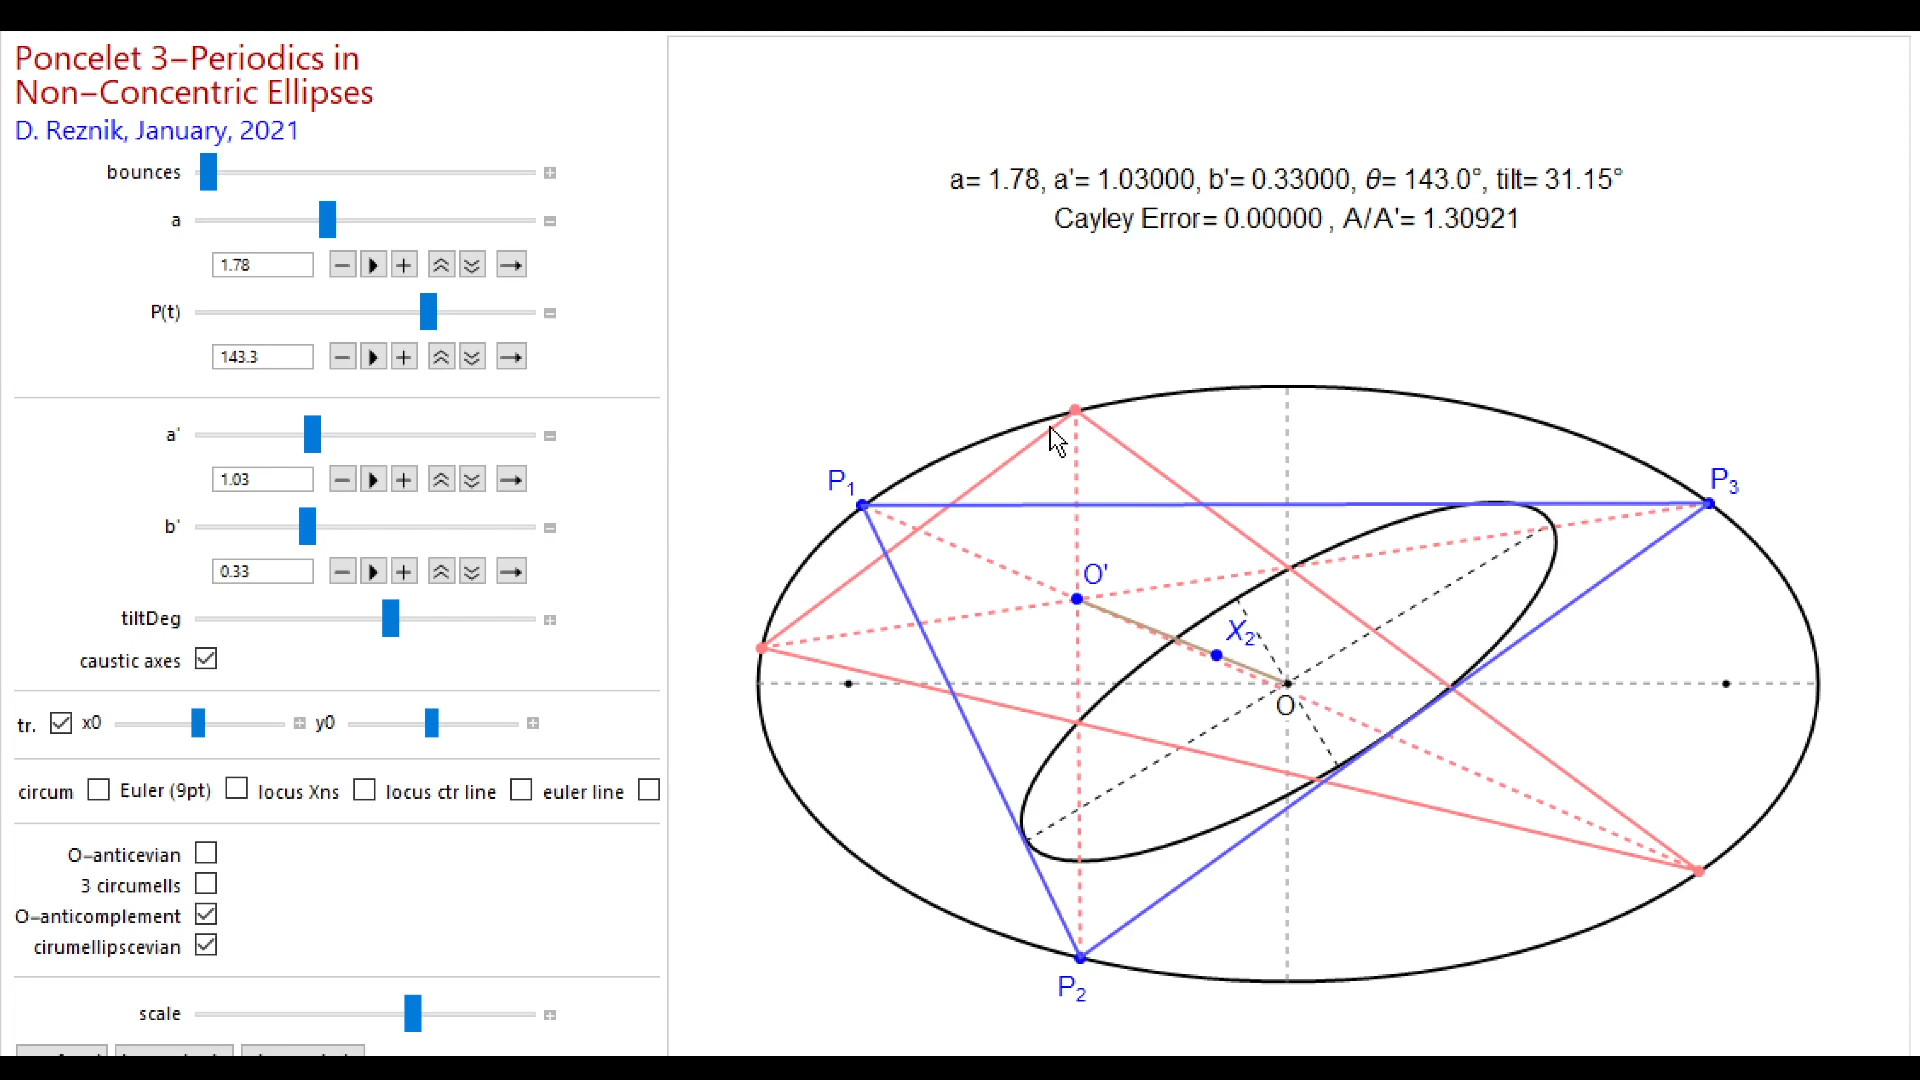 Poncelet 3−Periodics in
Non−Concentric Ellipses
D. Reznik, January, 2021
bounces
a
1.78
P(t)
143.3
a'
1.03
b'
0.33
tiltDeg
caustic axes
tr. x0 y0
circum Euler (9pt) locus Xns locus ctr line euler line
O−anticevian
3 circumells
O−anticomplement
cirumellipscevian
scale
a= 1.78, a'= 1.03000, b'= 0.33000, θ= 143.0°, tilt= 31.15°
Cayley Error= 0.00000 , A/A'= 1.30921
P1
P3
O'
X2
O
P2